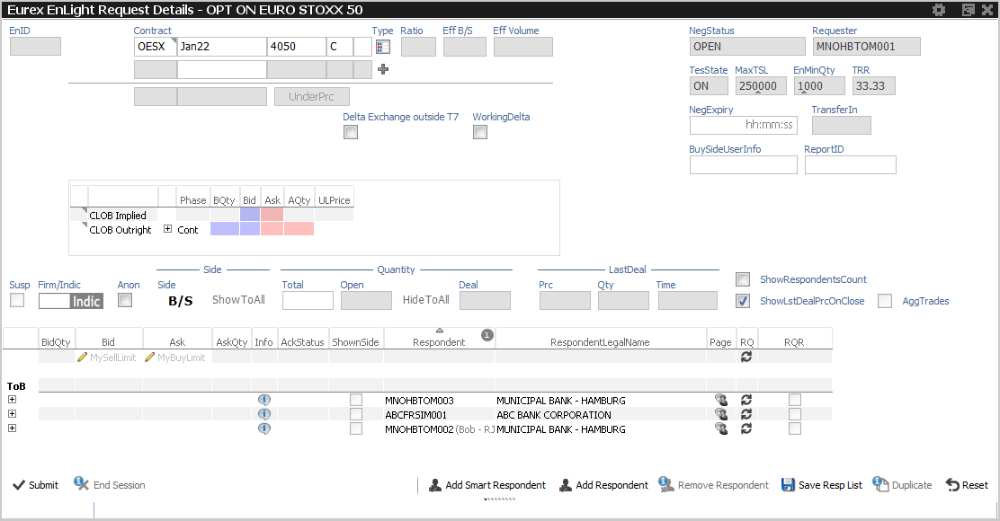 Eurex EnLight Request Details - OPT ON EURO STOXX 50
EnID Contract Type Ratio Eff B/S Eff Volume NegStatus Requester
OESX Jan22 4050 C OPEN MNOHBTOM001
TesState MaxTSL EnMinQty TRR
ON 250000 1000 33.33
UnderPrc
NegExpiry TransferIn
Delta Exchange outside T7 WorkingDelta
hh:mm:ss
BuySideUserInfo ReportID
Phase BQty Bid Ask AQty ULPrice
CLOB Implied
CLOB Outright Cont
Side Quantity LastDeal
Susp Firm/Indic Anon Side Total Open Deal Prc Qty Time ShowRespondentsCount
Indic B/S ShowToAll HideToAll ShowLstDealPrcOnClose AggTrades
BidQty Bid Ask AskQty Info AckStatus ShownSide Respondent 1 RespondentLegalName Page RQ RQR
MySellLimit MyBuyLimit
ToB
MNOHBTOM003 MUNICIPAL BANK - HAMBURG
ABCFRSIM001 ABC BANK CORPORATION
MNOHBTOM002 (Bob - RJ MUNICIPAL BANK - HAMBURG
Submit End Session Add Smart Respondent Add Respondent Remove Respondent Save Resp List Duplicate Reset